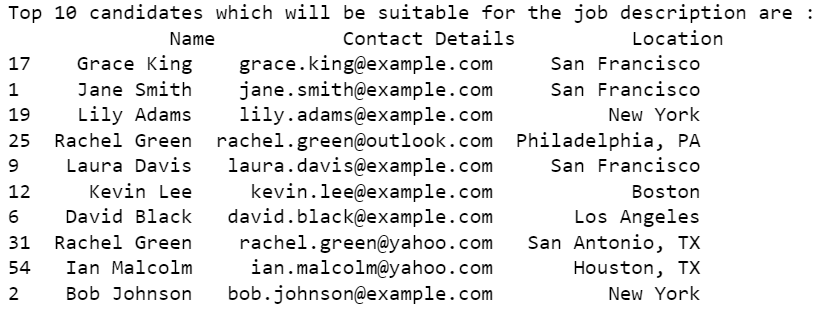 Top 10 candidates which will be suitable for the job description are :
Name Contact Details Location
17 Grace King grace.king@example.com San Francisco
1 Jane Smith jane.smith@example.com San Francisco
19 Lily Adams lily.adams@example.com New York
25 Rachel Green rachel.green@outlook.com Philadelphia, PA
9 Laura Davis laura.davis@example.com San Francisco
12 Kevin Lee kevin.lee@example.com Boston
6 David Black david.black@example.com Los Angeles
31 Rachel Green rachel.green@yahoo.com San Antonio, TX
54 Ian Malcolm ian.malcolm@yahoo.com Houston, TX
2 Bob Johnson bob.johnson@example.com New York